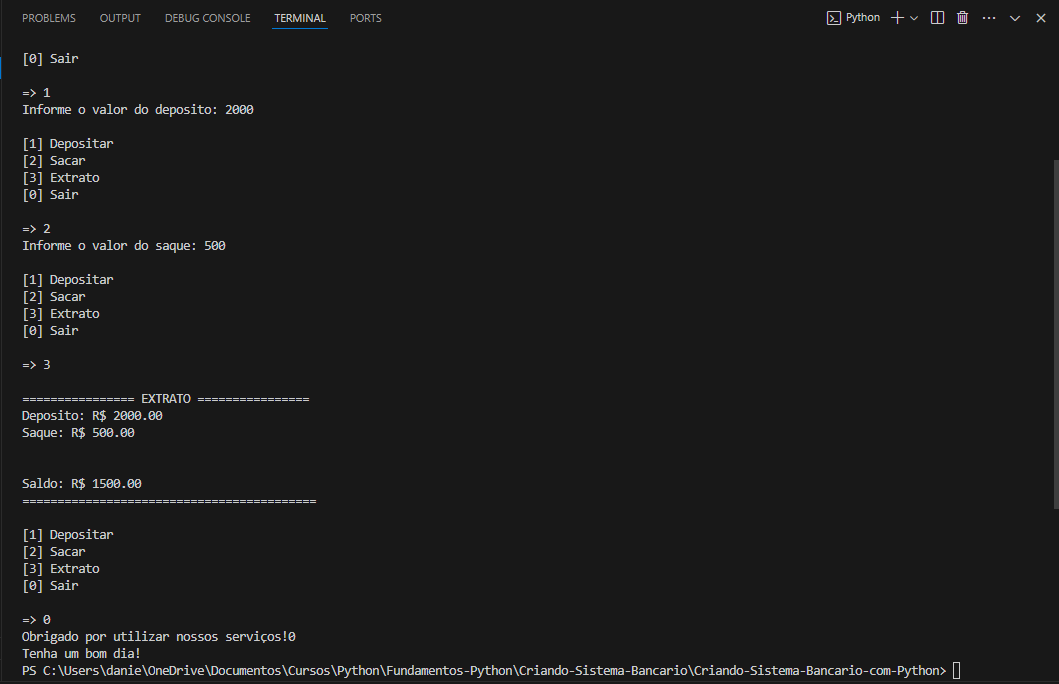 PROBLEMS OUTPUT DEBUG CONSOLE TERMINAL PORTS Python
[0] Sair
=> 1
Informe o valor do deposito: 2000
[1] Depositar
[2] Sacar
[3] Extrato
[0] Sair
=> 2
Informe o valor do saque: 500
[1] Depositar
[2] Sacar
[3] Extrato
[0] Sair
=> 3
================ EXTRATO ================
Deposito: R$ 2000.00
Saque: R$ 500.00
Saldo: R$ 1500.00
==========================================
[1] Depositar
[2] Sacar
[3] Extrato
[0] Sair
=> 0
Obrigado por utilizar nossos serviços!0
Tenha um bom dia!
PS C:\Users\danie\OneDrive\Documentos\Cursos\Python\Fundamentos-Python\Criando-Sistema-Bancario\Criando-Sistema-Bancario-com-Python>